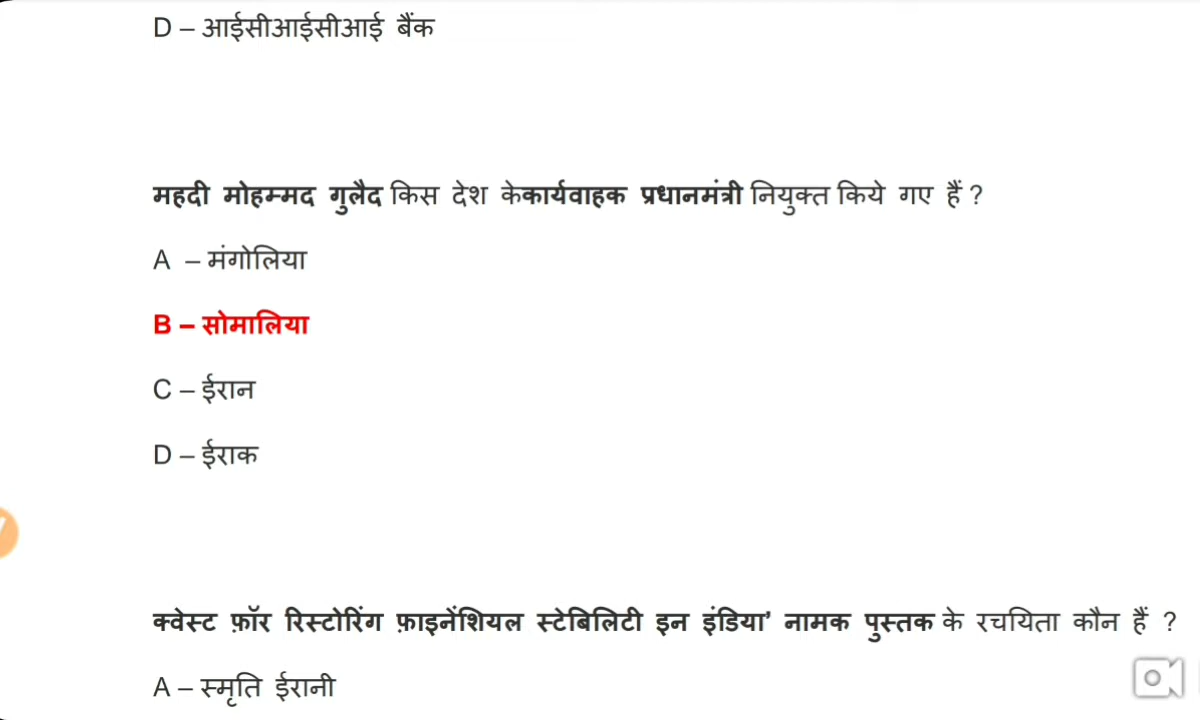 D – आईसीआईसीआई बैंक
महदी मोहम्मद गुलैद किस देश केकार्यवाहक प्रधानमंत्री नियुक्त किये गए हैं ?
A – मंगोलिया
B – सोमालिया
C – ईरान
D – ईराक
क्वेस्ट फ़ॉर रिस्टोरिंग फ़ाइनेंशियल स्टेबिलिटी इन इंडिया’ नामक पुस्तक के रचयिता कौन हैं ?
A – स्मृति ईरानी